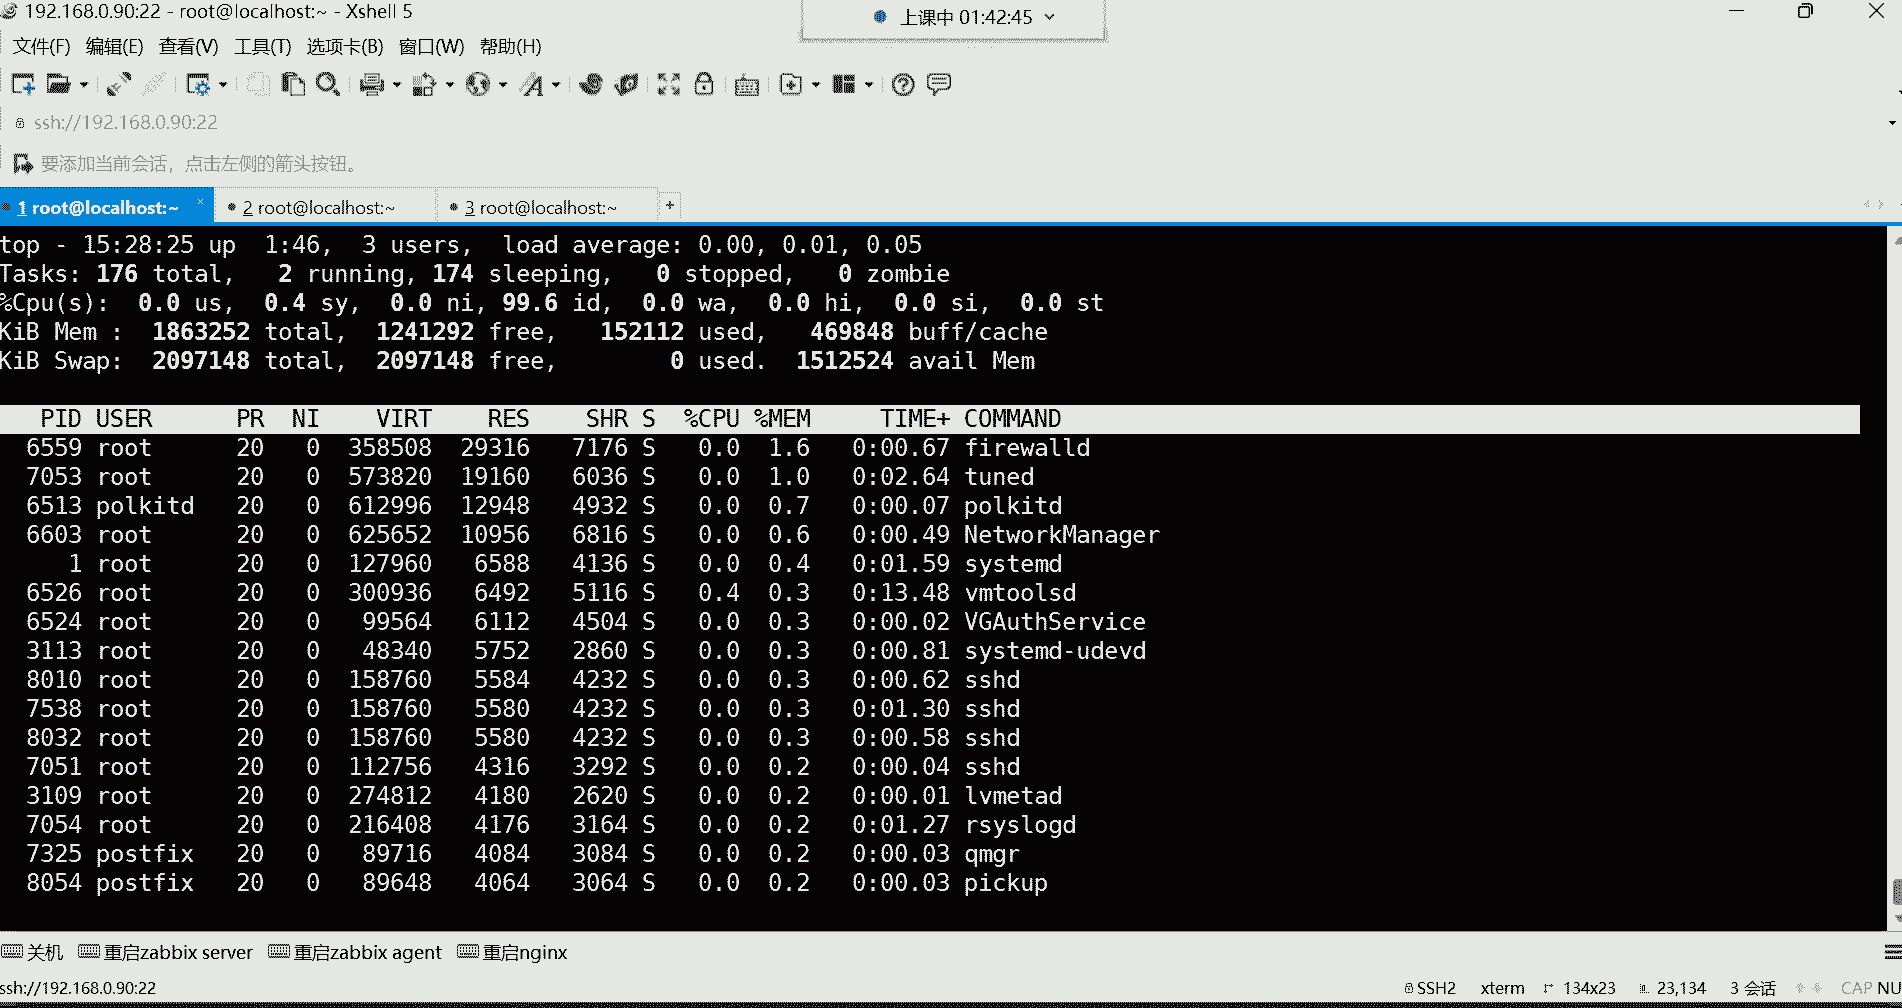 192.168.0.90:22 - root@localhost:~ - Xshell 5
上课中 01:42:45
文件(F) 编辑(E) 查看(V) 工具(T) 选项卡(B) 窗口(W) 帮助(H)
ssh://192.168.0.90:22
要添加当前会话，点击左侧的箭头按钮。
1 root@localhost:~ × 2 root@localhost:~ 3 root@localhost:~ +
top - 15:28:25 up  1:46,  3 users,  load average: 0.00, 0.01, 0.05
Tasks: 176 total,   2 running, 174 sleeping,   0 stopped,   0 zombie
%Cpu(s):  0.0 us,  0.4 sy,  0.0 ni, 99.6 id,  0.0 wa,  0.0 hi,  0.0 si,  0.0 st
KiB Mem :  1863252 total,  1241292 free,   152112 used,   469848 buff/cache
KiB Swap:  2097148 total,  2097148 free,        0 used.  1512524 avail Mem
PID USER PR NI VIRT RES SHR S %CPU %MEM TIME+ COMMAND
6559 root 20 0 358508 29316 7176 S 0.0 1.6 0:00.67 firewalld
7053 root 20 0 573820 19160 6036 S 0.0 1.0 0:02.64 tuned
6513 polkitd 20 0 612996 12948 4932 S 0.0 0.7 0:00.07 polkitd
6603 root 20 0 625652 10956 6816 S 0.0 0.6 0:00.49 NetworkManager
1 root 20 0 127960 6588 4136 S 0.0 0.4 0:01.59 systemd
6526 root 20 0 300936 6492 5116 S 0.4 0.3 0:13.48 vmtoolsd
6524 root 20 0 99564 6112 4504 S 0.0 0.3 0:00.02 VGAuthService
3113 root 20 0 48340 5752 2860 S 0.0 0.3 0:00.81 systemd-udevd
8010 root 20 0 158760 5584 4232 S 0.0 0.3 0:00.62 sshd
7538 root 20 0 158760 5580 4232 S 0.0 0.3 0:01.30 sshd
8032 root 20 0 158760 5580 4232 S 0.0 0.3 0:00.58 sshd
7051 root 20 0 112756 4316 3292 S 0.0 0.2 0:00.04 sshd
3109 root 20 0 274812 4180 2620 S 0.0 0.2 0:00.01 lvmetad
7054 root 20 0 216408 4176 3164 S 0.0 0.2 0:01.27 rsyslogd
7325 postfix 20 0 89716 4084 3084 S 0.0 0.2 0:00.03 qmgr
8054 postfix 20 0 89648 4064 3064 S 0.0 0.2 0:00.03 pickup
关机 重启zabbix server 重启zabbix agent 重启nginx
ssh://192.168.0.90:22 SSH2 xterm 134x23 23,134 3 会话 CAP NU